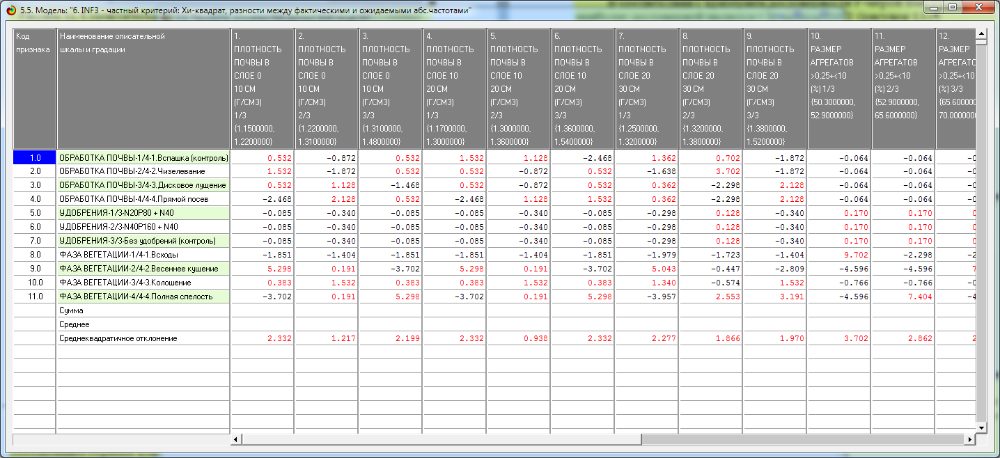 5.5. Модель: "6. INF3 - частный критерий: Хи-квадрат, разности между фактическими и ожидаемыми абс.частотами"
Код признака Наименование описательной шкалы и градации 1. ПЛОТНОСТЬ ПОЧВЫ В СЛОЕ 0 10 СМ (Г/СМ3) 1/3 {1.1500000, 1.2200000} 2. ПЛОТНОСТЬ ПОЧВЫ В СЛОЕ 0 10 СМ (Г/СМ3) 2/3 {1.2200000, 1.3100000} 3. ПЛОТНОСТЬ ПОЧВЫ В СЛОЕ 0 10 СМ (Г/СМ3) 3/3 {1.3100000, 1.4800000} 4. ПЛОТНОСТЬ ПОЧВЫ В СЛОЕ 10 20 СМ (Г/СМ3) 1/3 {1.1700000, 1.3000000} 5. ПЛОТНОСТЬ ПОЧВЫ В СЛОЕ 10 20 СМ (Г/СМ3) 2/3 {1.3000000, 1.3600000} 6. ПЛОТНОСТЬ ПОЧВЫ В СЛОЕ 10 20 СМ (Г/СМ3) 3/3 {1.3600000, 1.5400000} 7. ПЛОТНОСТЬ ПОЧВЫ В СЛОЕ 20 30 СМ (Г/СМ3) 1/3 {1.2500000, 1.3200000} 8. ПЛОТНОСТЬ ПОЧВЫ В СЛОЕ 20 30 СМ (Г/СМ3) 2/3 {1.3200000, 1.3800000} 9. ПЛОТНОСТЬ ПОЧВЫ В СЛОЕ 20 30 СМ (Г/СМ3) 3/3 {1.3800000, 1.5200000} 10. РАЗМЕР АГРЕГАТОВ >0,25+<10 (%) 1/3 {50.3000000, 52.9000000} 11. РАЗМЕР АГРЕГАТОВ >0,25+<10 (%) 2/3 {52.9000000, 65.6000000} 12. РАЗМЕР АГРЕГАТО >0,25+<10 (%) 3/3 {65.600000 70.000000
1.0 ОБРАБОТКА ПОЧВЫ-1/4-1.Вспашка (контроль) 0.532 -0.872 0.532 1.532 1.128 -2.468 1.362 0.702 -1.872 -0.064 -0.064 -0
2.0 ОБРАБОТКА ПОЧВЫ-2/4-2.Чизелевание 1.532 -1.872 0.532 0.532 -0.872 0.532 -1.638 3.702 -1.872 -0.064 -0.064 -0
3.0 ОБРАБОТКА ПОЧВЫ-3/4-3.Дисковое лущение 0.532 1.128 -1.468 0.532 -0.872 0.532 0.362 -2.298 2.128 -0.064 -0.064 -0
4.0 ОБРАБОТКА ПОЧВЫ-4/4-4.Прямой посев -2.468 2.128 0.532 -2.468 1.128 1.532 0.362 -2.298 2.128 -0.064 -0.064 -0
5.0 УДОБРЕНИЯ-1/3-N20P80 + N40 -0.085 -0.340 -0.085 -0.085 -0.340 -0.085 -0.298 0.128 -0.340 0.170 0.170 0
6.0 УДОБРЕНИЯ-2/3-N40P160 + N40 -0.085 -0.340 -0.085 -0.085 -0.340 -0.085 -0.298 0.128 -0.340 0.170 0.170 0
7.0 УДОБРЕНИЯ-3/3-Без удобрений (контроль) -0.085 -0.340 -0.085 -0.085 -0.340 -0.085 -0.298 0.128 -0.340 0.170 0.170 0
8.0 ФАЗА ВЕГЕТАЦИИ-1/4-1.Всходы -1.851 -1.404 -1.851 -1.851 -1.404 -1.851 -1.979 -1.723 -1.404 9.702 -2.298 -2
9.0 ФАЗА ВЕГЕТАЦИИ-2/4-2.Весеннее кущение 5.298 0.191 -3.702 5.298 0.191 -3.702 5.043 -0.447 -2.809 -4.596 -4.596 7
10.0 ФАЗА ВЕГЕТАЦИИ-3/4-3.Колошение 0.383 1.532 0.383 0.383 1.532 0.383 1.340 -0.574 1.532 -0.766 -0.766 -0
11.0 ФАЗА ВЕГЕТАЦИИ-4/4-4.Полная спелость -3.702 0.191 5.298 -3.702 0.191 5.298 -3.957 2.553 3.191 -4.596 7.404 -4
Сумма
Среднее
Среднеквадратичное отклонение 2.332 1.217 2.199 2.332 0.938 2.332 2.277 1.866 1.970 3.702 2.862 2